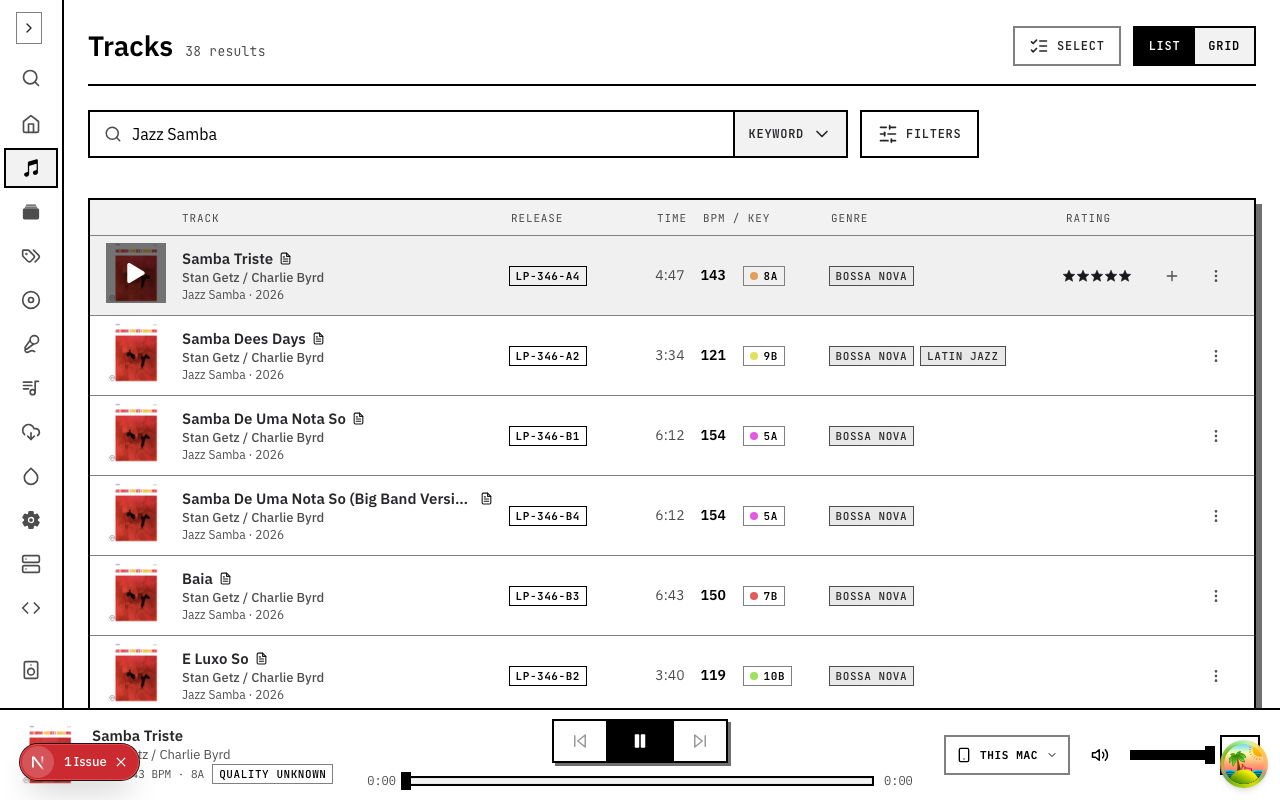 Tracks 38 results
SELECT
LIST GRID
Jazz Samba
KEYWORD
FILTERS
TRACK RELEASE TIME BPM / KEY GENRE RATING
Samba Triste
Stan Getz / Charlie Byrd
Jazz Samba · 2026
LP-346-A4 4:47 143 8A BOSSA NOVA ★★★★★
Samba Dees Days
Stan Getz / Charlie Byrd
Jazz Samba · 2026
LP-346-A2 3:34 121 9B BOSSA NOVA LATIN JAZZ
Samba De Uma Nota So
Stan Getz / Charlie Byrd
Jazz Samba · 2026
LP-346-B1 6:12 154 5A BOSSA NOVA
Samba De Uma Nota So (Big Band Versi...
Stan Getz / Charlie Byrd
Jazz Samba · 2026
LP-346-B4 6:12 154 5A BOSSA NOVA
Baia
Stan Getz / Charlie Byrd
Jazz Samba · 2026
LP-346-B3 6:43 150 7B BOSSA NOVA
E Luxo So
Stan Getz / Charlie Byrd
Jazz Samba · 2026
LP-346-B2 3:40 119 10B BOSSA NOVA
Samba Triste
/ Charlie Byrd
BPM · 8A QUALITY UNKNOWN
N 1 Issue
0:00 0:00
THIS MAC